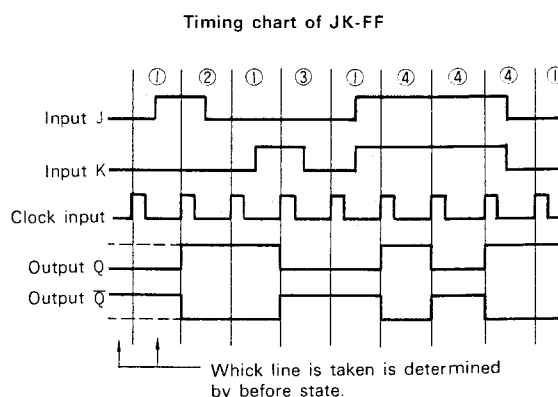 Timing chart of JK-FF
① ② ① ③ ① ④ ④ ④ ①
Input J
Input K
Clock input
Output Q
Output Q̅
Whick line is taken is determined
by before state.